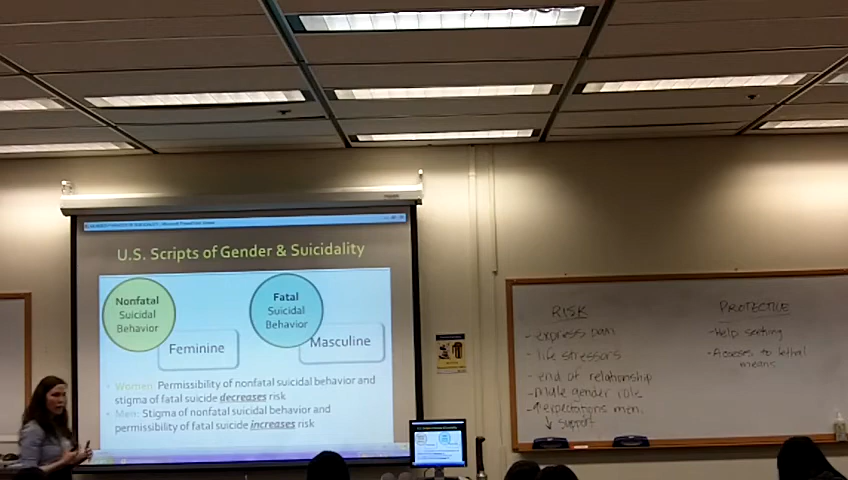 U.S. Scripts of Gender & Suicidality
Nonfatal
Suicidal
Behavior
Feminine
Fatal
Suicidal
Behavior
Masculine
• Women: Permissibility of nonfatal suicidal behavior and
stigma of fatal suicide decreases risk
• Men: Stigma of nonfatal suicidal behavior and
permissibility of fatal suicide increases risk
RISK
- express pain
- life stressors
- end of relationship
- Male gender role
- ↑ expectations men.
↓ support
PROTECTIVE
- Help seeking
- Access to lethal
means